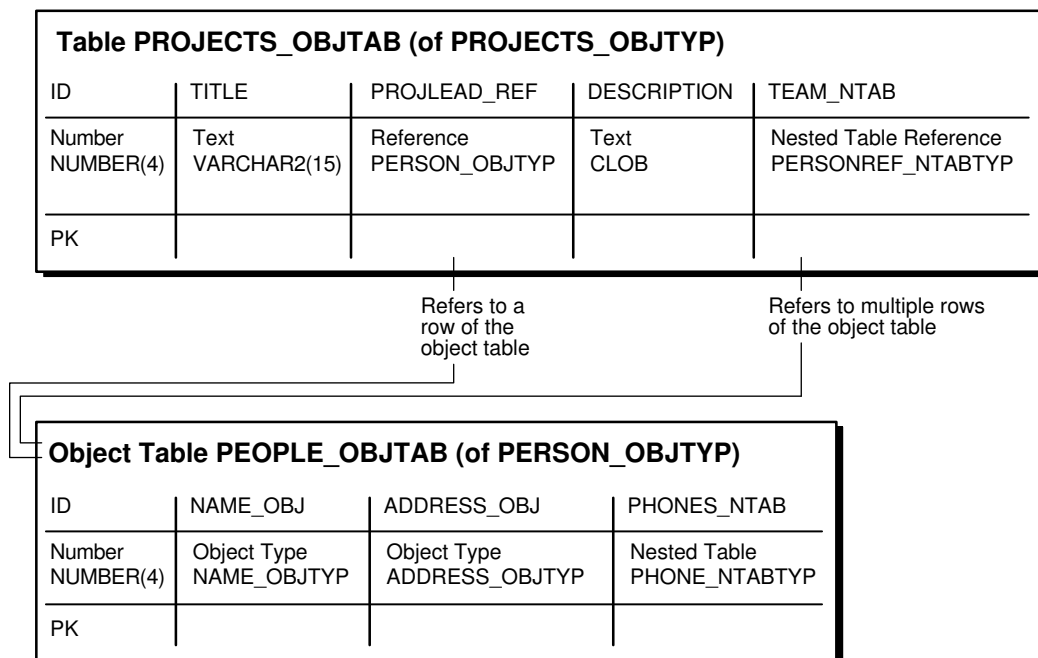 Table PROJECTS_OBJTAB (of PROJECTS_OBJTYP)
ID TITLE PROJLEAD_REF DESCRIPTION TEAM_NTAB
Number Text Reference Text Nested Table Reference
NUMBER(4) VARCHAR2(15) PERSON_OBJTYP CLOB PERSONREF_NTABTYP
PK
Refers to a
row of the
object table
Refers to multiple rows
of the object table
Object Table PEOPLE_OBJTAB (of PERSON_OBJTYP)
ID NAME_OBJ ADDRESS_OBJ PHONES_NTAB
Number Object Type Object Type Nested Table
NUMBER(4) NAME_OBJTYP ADDRESS_OBJTYP PHONE_NTABTYP
PK